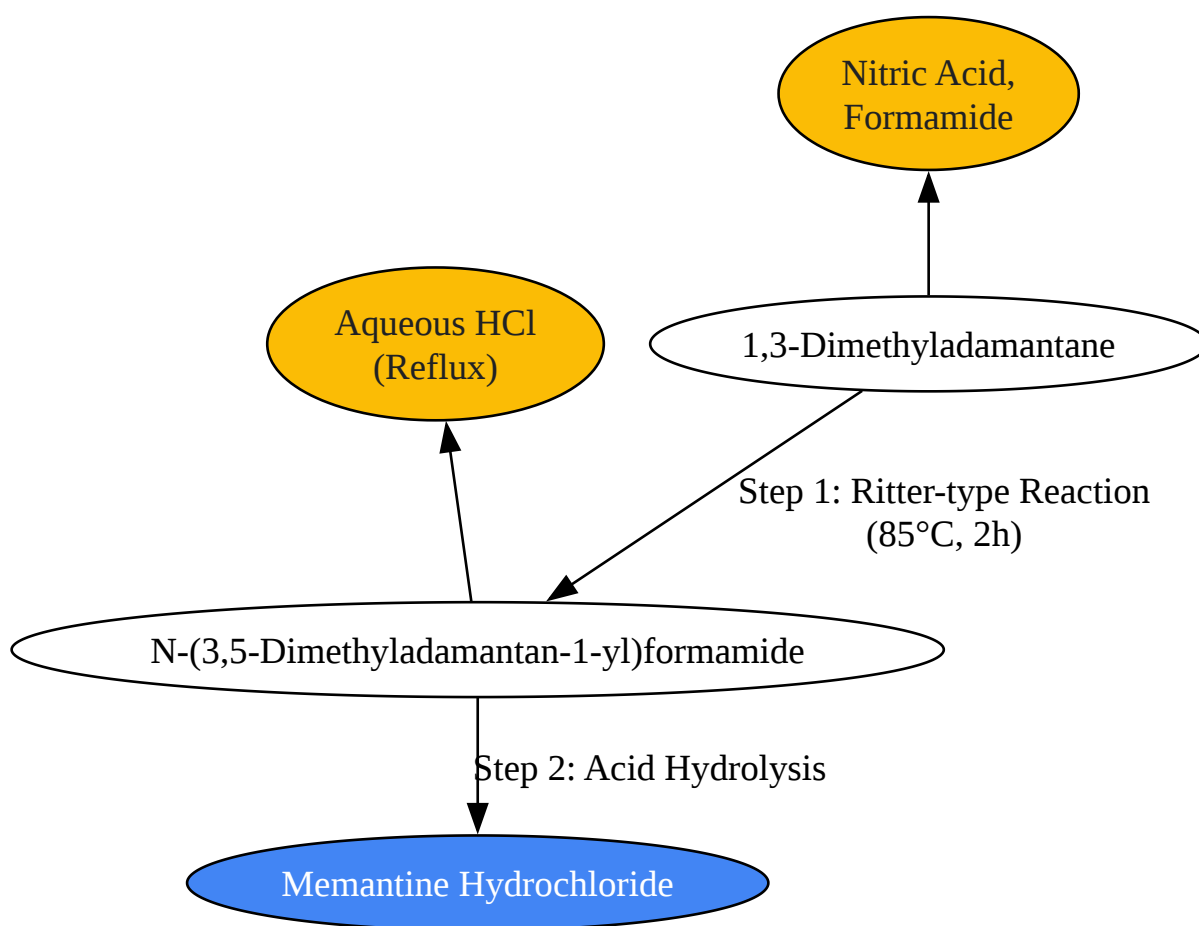 Nitric Acid,
Formamide
Aqueous HCl
(Reflux)
1,3-Dimethyladamantane
Step 1: Ritter-type Reaction
(85°C, 2h)
N-(3,5-Dimethyladamantan-1-yl)formamide
Step 2: Acid Hydrolysis
Memantine Hydrochloride